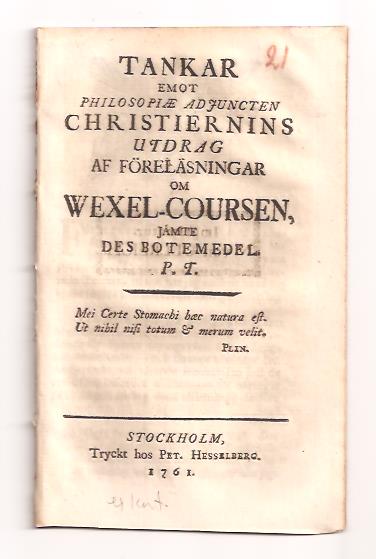 21
TANKAR
EMOT
PHILOSOPIÆ ADJUNCTEN
CHRISTIERNINS
UTDRAG
AF FÖRELÄSNINGAR
OM
WEXEL-COURSEN,
JÄMTE
DES BOTEMEDEL.
P. T.
Mei Certe Stomachi hæc natura est.
Ut nihil nisi totum & merum velit.
PLIN.
STOCKHOLM,
Tryckt hos PET. HESSELBERG.
1761.